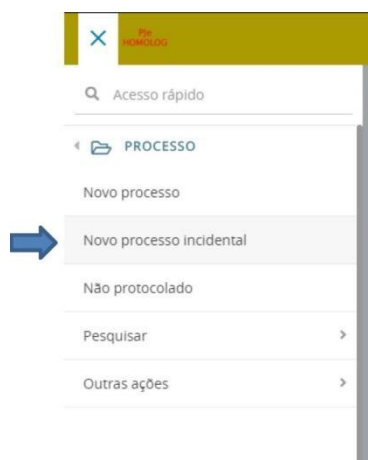 PJe
HOMOLOG
Acesso rápido
PROCESSO
Novo processo
Novo processo incidental
Não protocolado
Pesquisar
Outras ações